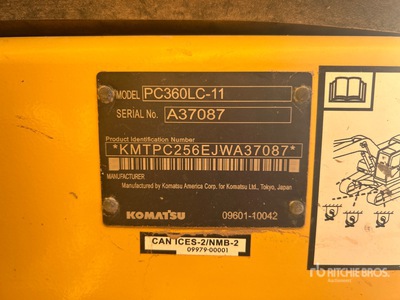 MODEL PC360LC-11
SERIAL No. A37087
Product Identification Number
*KMTPC256EJWA37087*
MANUFACTURER
Manufactured by Komatsu America Corp. for Komatsu Ltd., Tokyo, Japan
KOMATSU 09601-10042
CAN ICES-2/NMB-2
09979-00001
rb RITCHIE BROS.